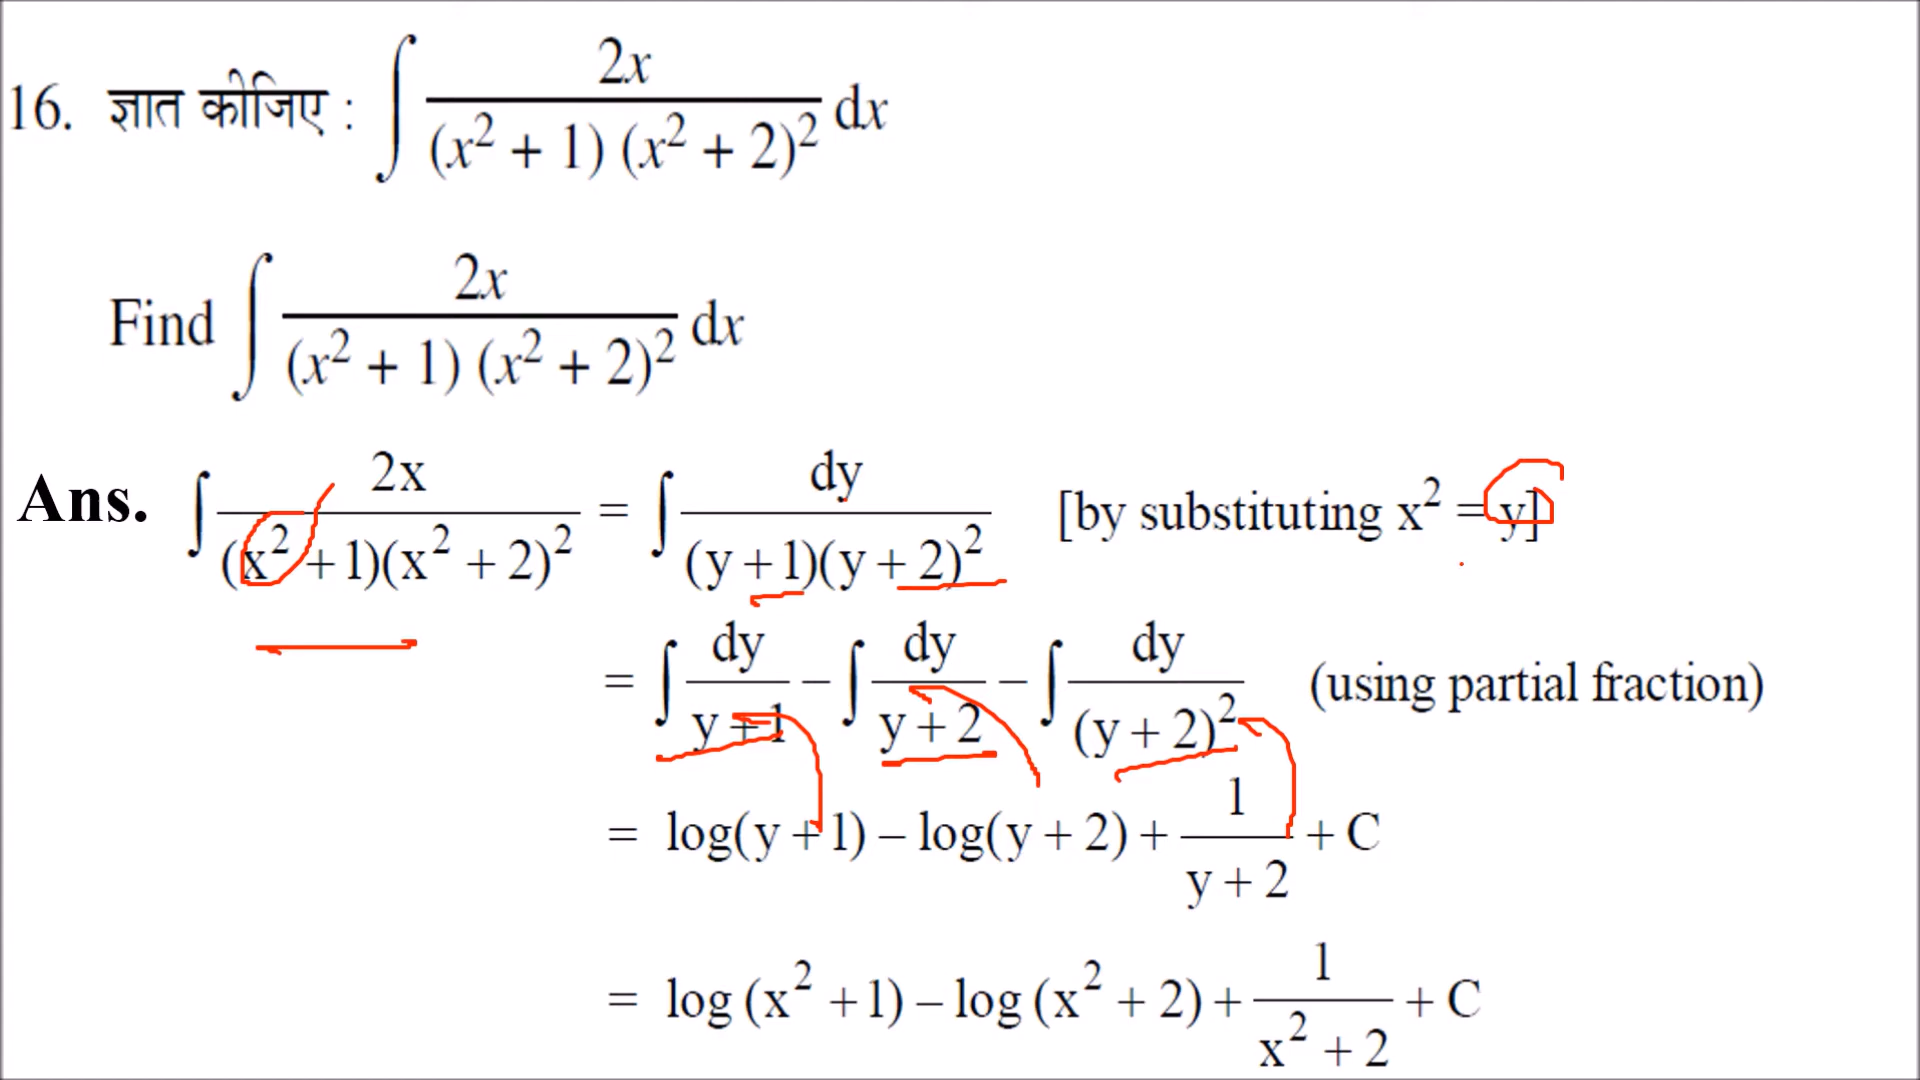 16. ज्ञात कीजिए : ∫ 2x / (x² + 1) (x² + 2)² dx
Find ∫ 2x / (x² + 1) (x² + 2)² dx
Ans. ∫ 2x / (x² + 1)(x² + 2)² = ∫ dy / (y + 1)(y + 2)² [by substituting x² = y]
= ∫ dy / y + 1 – ∫ dy / y + 2 – ∫ dy / (y + 2)² (using partial fraction)
= log(y + 1) – log(y + 2) + 1 / y + 2 + C
= log (x² + 1) – log (x² + 2) + 1 / x² + 2 + C